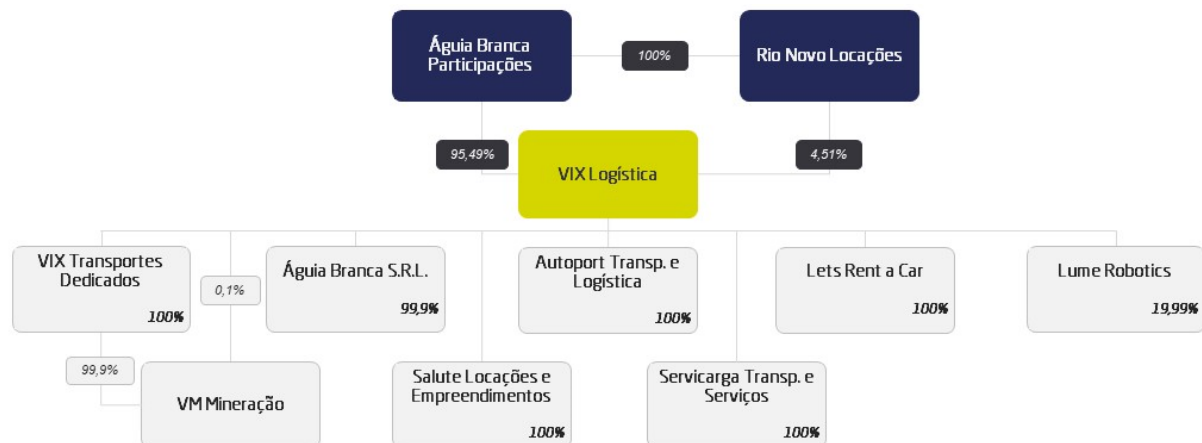 Águia Branca
Participações
100%
Rio Novo Locações
95,49%
4,51%
VIX Logística
VIX Transportes
Dedicados
100%
0,1%
Águia Branca S.R.L.
99,9%
Autoport Transp. e
Logística
100%
Lets Rent a Car
100%
Lume Robotics
19,99%
99,9%
VM Mineração
Salute Locações e
Empreendimentos
100%
Servicarga Transp. e
Serviços
100%